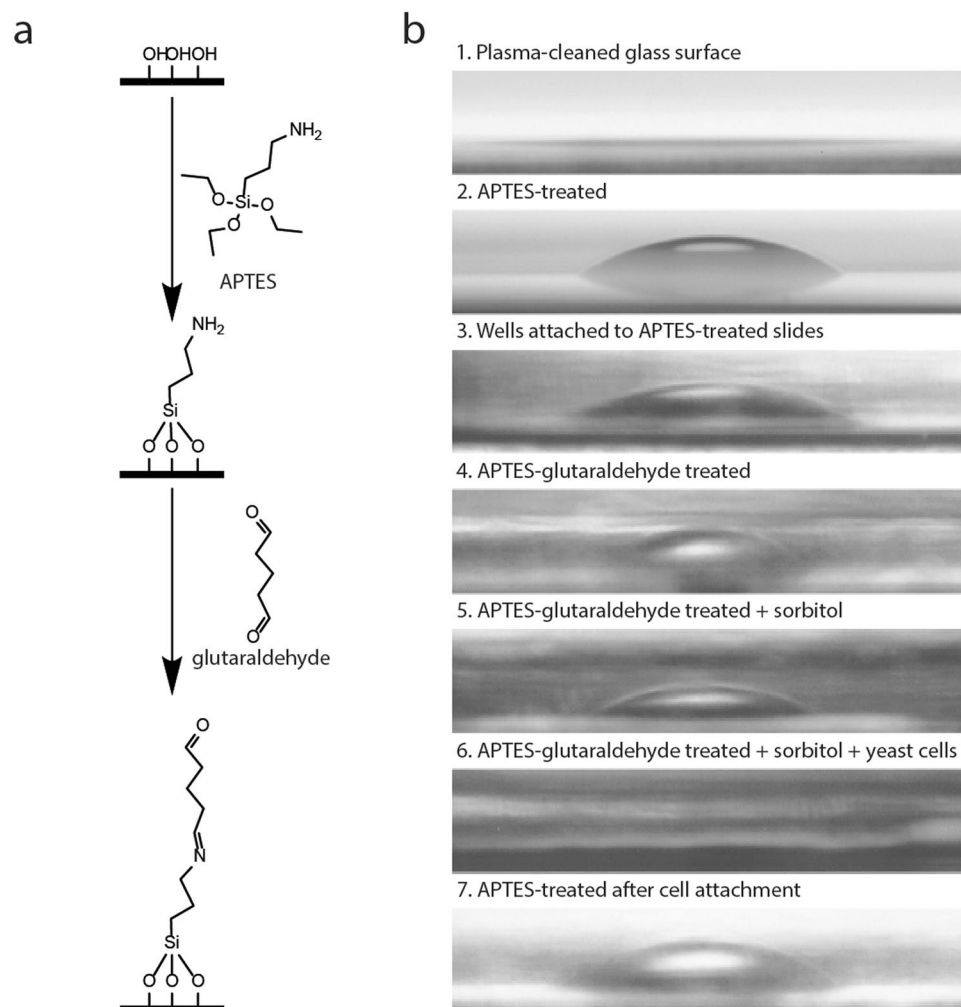 a
OHOHOH
NH2
O
Si
O
O
APTES
NH2
Si
O O O
O
O
glutaraldehyde
O
N
Si
O O O
b
1. Plasma-cleaned glass surface
2. APTES-treated
3. Wells attached to APTES-treated slides
4. APTES-glutaraldehyde treated
5. APTES-glutaraldehyde treated + sorbitol
6. APTES-glutaraldehyde treated + sorbitol + yeast cells
7. APTES-treated after cell attachment